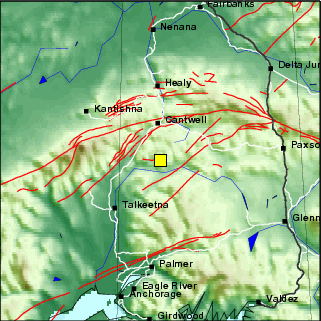 Fairbanks
Nenana
Delta Jun
Healy
Kantishna
Cantwell
Paxso
Talkeetna
Glenn
Palmer
Eagle River
Anchorage
Valdez
Girdwood